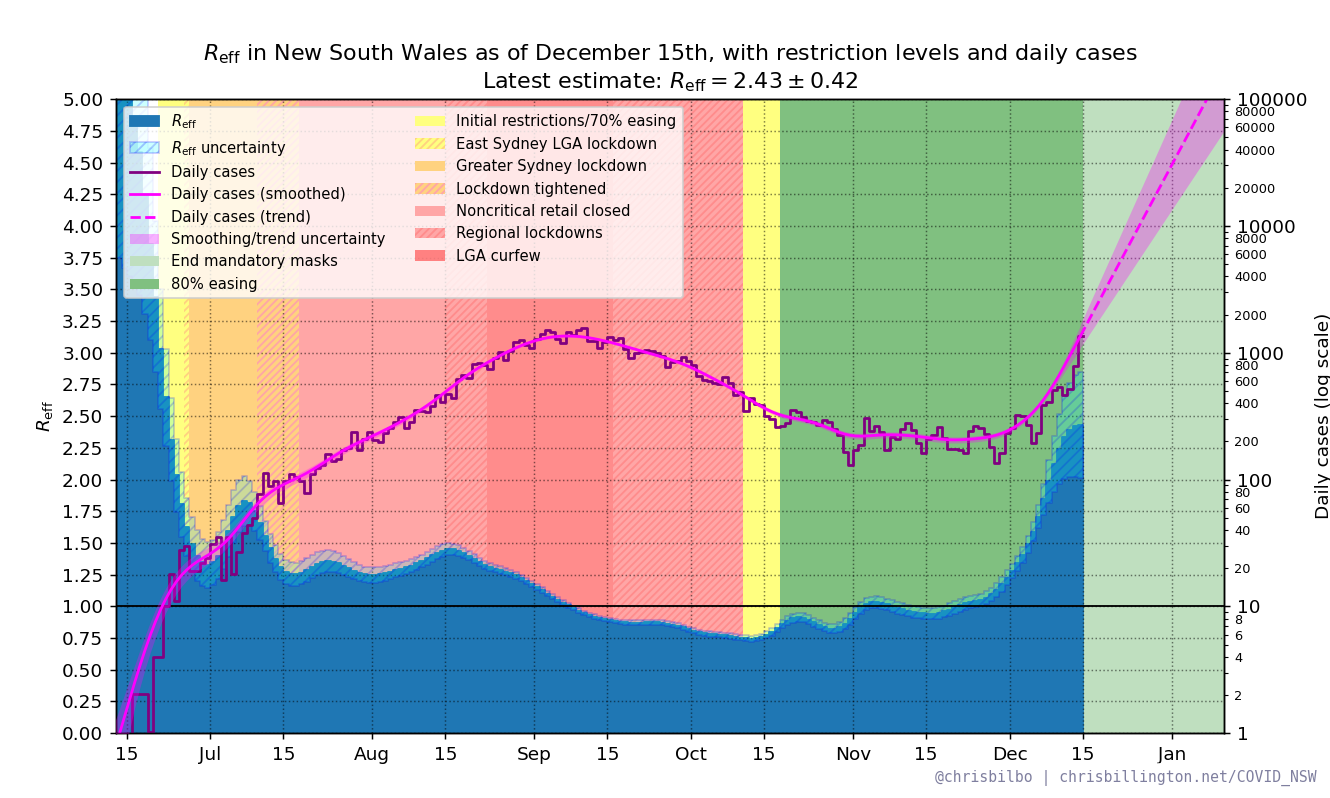 R_eff in New South Wales as of December 15th, with restriction levels and daily cases
Latest estimate: R_eff = 2.43 ± 0.42
R_eff
R_eff uncertainty
Daily cases
Daily cases (smoothed)
Daily cases (trend)
Smoothing/trend uncertainty
End mandatory masks
80% easing
Initial restrictions/70% easing
East Sydney LGA lockdown
Greater Sydney lockdown
Lockdown tightened
Noncritical retail closed
Regional lockdowns
LGA curfew
R_eff
5.00
4.75
4.50
4.25
4.00
3.75
3.50
3.25
3.00
2.75
2.50
2.25
2.00
1.75
1.50
1.25
1.00
0.75
0.50
0.25
0.00
100000
80000
60000
40000
20000
10000
8000
6000
4000
2000
1000
800
600
400
200
100
80
60
40
20
10
8
6
4
2
1
Daily cases (log scale)
15 Jul 15 Aug 15 Sep 15 Oct 15 Nov 15 Dec 15 Jan
@chrisbilbo | chrisbillington.net/COVID_NSW